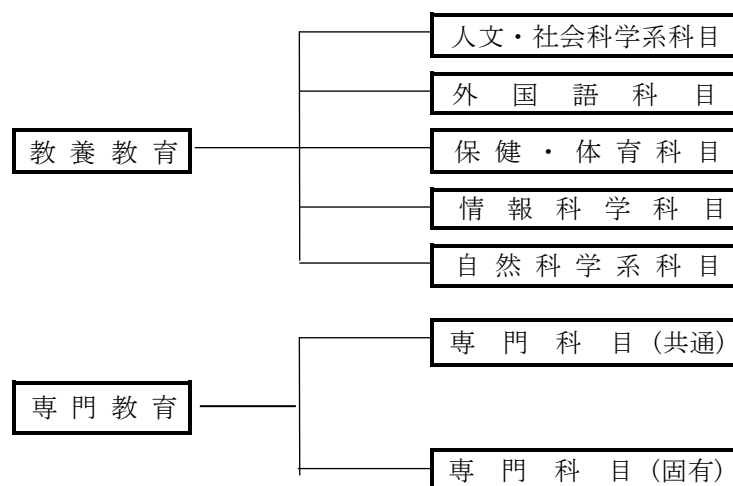 人文・社会科学系科目
外国語科目
教養教育
保健・体育科目
情報科学科目
自然科学系科目
専門科目(共通)
専門教育
専門科目(固有)